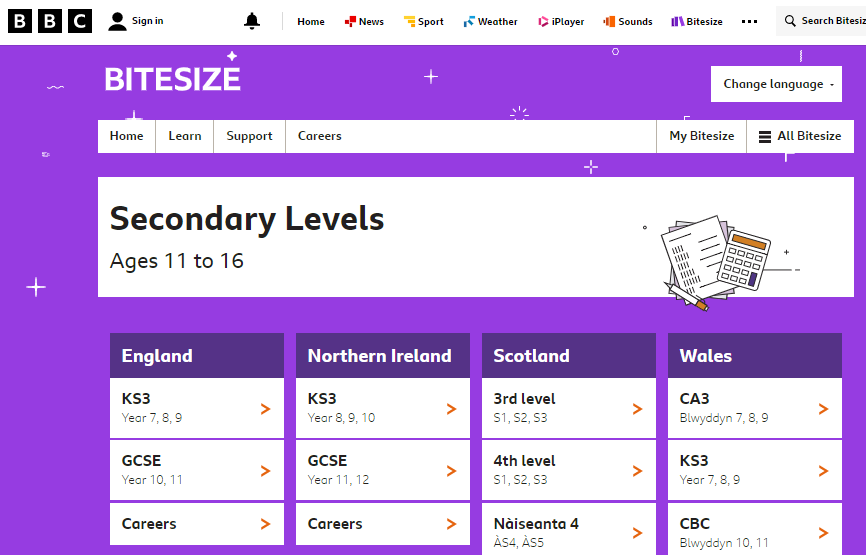 BBC Sign in Home News Sport Weather iPlayer Sounds Bitesize Search Bitesiz
BITESIZE
Change language
Home Learn Support Careers My Bitesize All Bitesize
Secondary Levels
Ages 11 to 16
England
KS3
Year 7, 8, 9
GCSE
Year 10, 11
Careers
Northern Ireland
KS3
Year 8, 9, 10
GCSE
Year 11, 12
Careers
Scotland
3rd level
S1, S2, S3
4th level
S1, S2, S3
Nàiseanta 4
ÀS4, ÀS5
Wales
CA3
Blwyddyn 7, 8, 9
KS3
Year 7, 8, 9
CBC
Blwyddyn 10, 11